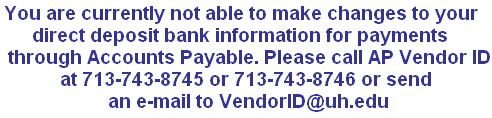 You are currently not able to make changes to your
direct deposit bank information for payments
through Accounts Payable. Please call AP Vendor ID
at 713-743-8745 or 713-743-8746 or send
an e-mail to VendorID@uh.edu